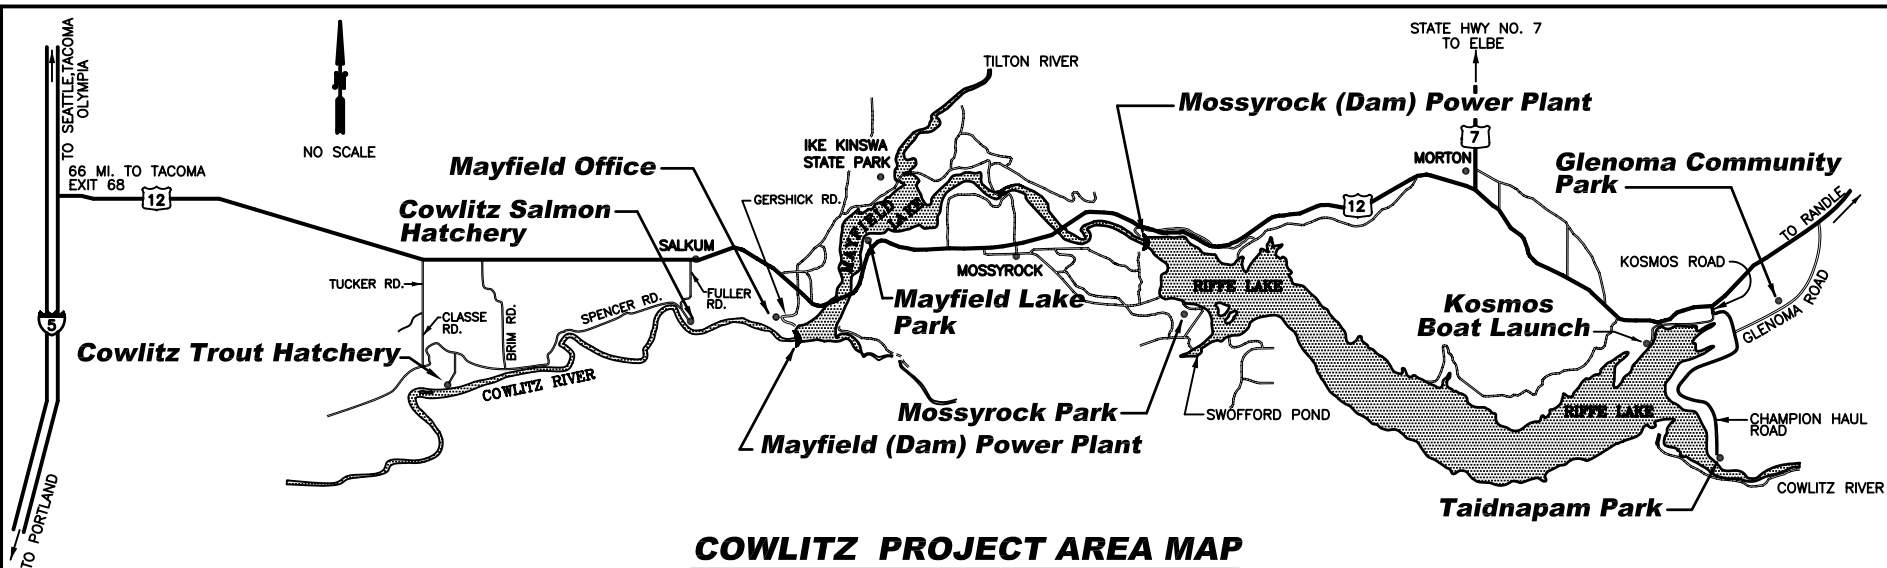 TO SEATTLE,TACOMA
OLYMPIA
N
NO SCALE
66 MI. TO TACOMA
EXIT 68
12
5
TO PORTLAND
Mayfield Office
Cowlitz Salmon
Hatchery
TUCKER RD.
CLASSE
RD.
BRIM RD.
SPENCER RD.
SALKUM
FULLER
RD.
GERSHICK RD.
Cowlitz Trout Hatchery
COWLITZ RIVER
IKE KINSWA
STATE PARK
TILTON RIVER
MAYFIELD
LAKE
Mayfield Lake
Park
MOSSYROCK
Mossyrock (Dam) Power Plant
RIFFE LAKE
Mossyrock Park
SWOFFORD POND
Mayfield (Dam) Power Plant
STATE HWY NO. 7
TO ELBE
7
MORTON
12
Glenoma Community
Park
TO RANDLE
KOSMOS ROAD
GLENOMA ROAD
Kosmos
Boat Launch
RIFFE LAKE
CHAMPION HAUL
ROAD
COWLITZ RIVER
Taidnapam Park
COWLITZ PROJECT AREA MAP